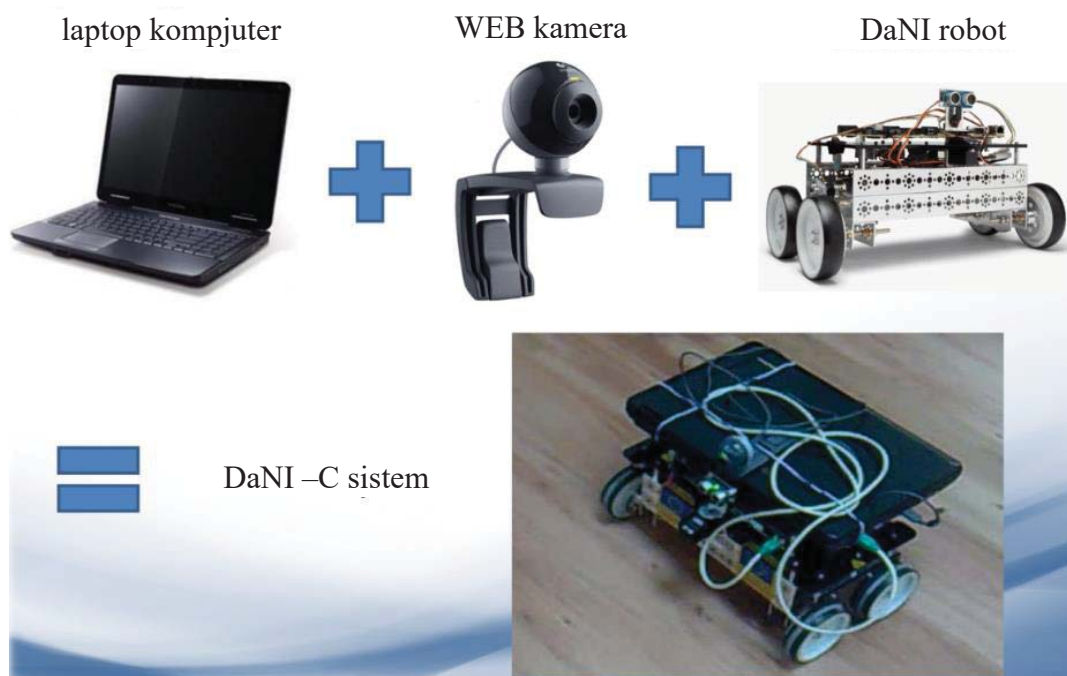 laptop kompjuter
WEB kamera
DaNI robot
DaNI –C sistem